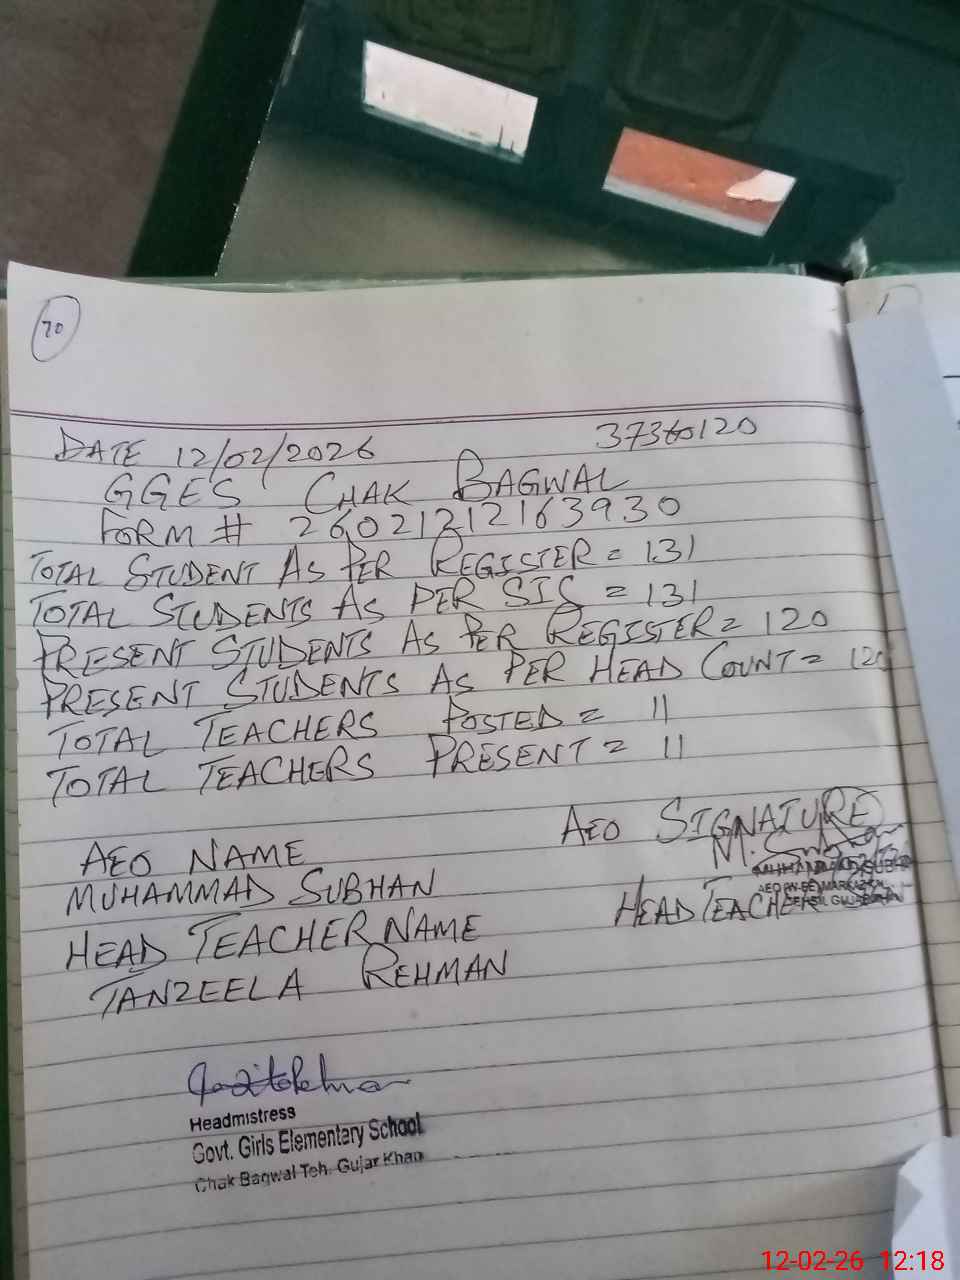 70
DATE 12/02/2026 37360120
GGES CHAK BAGWAL
FORM # 26021212163930
TOTAL STUDENT AS PER REGISTER = 131
TOTAL STUDENTS AS PER SIS = 131
PRESENT STUDENTS AS PER REGISTER = 120
PRESENT STUDENTS AS PER HEAD COUNT = 120
TOTAL TEACHERS POSTED = 11
TOTAL TEACHERS PRESENT = 11
AEO SIGNATURE
AEO NAME
MUHAMMAD SUBHAN
MUHAMMAD SUBHAN
HEAD TEACHER
HEAD TEACHER NAME
TANZEELA REHMAN
Headmistress
Govt. Girls Elementary School
Chak Bagwal Teh. Gujar Khan
12-02-26 12:18